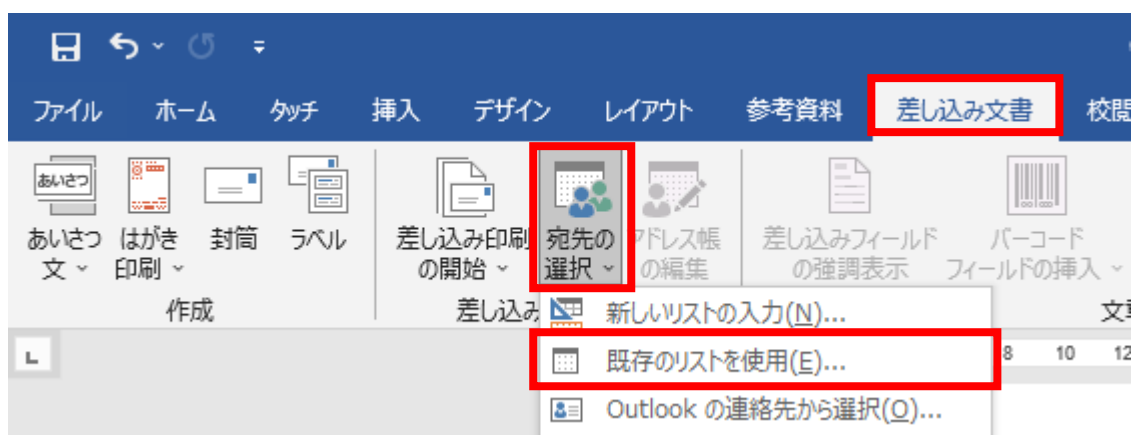 ファイル ホーム タッチ 挿入 デザイン レイアウト 参考資料 差し込み文書 校閲
あいさつ
あいさつ文
はがき印刷
封筒
ラベル
差し込み印刷の開始
宛先の選択
ドレス帳の編集
差し込みフィールドの強調表示
バーコードフィールドの挿入
作成
差し込み
文章
新しいリストの入力(N)...
既存のリストを使用(E)...
Outlook の連絡先から選択(O)...
L
8 10 12